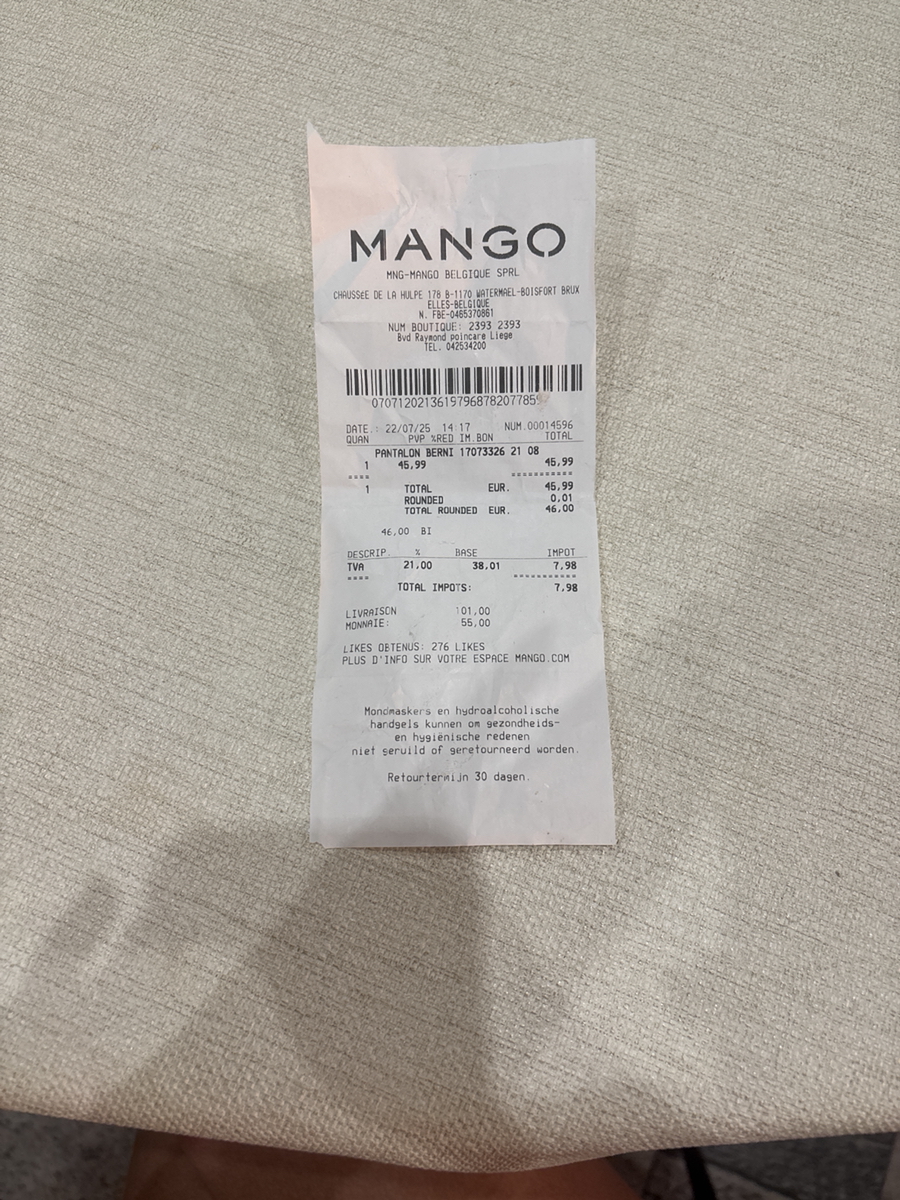 MANGO
MNG-MANGO BELGIQUE SPRL
CHAUSSéE DE LA HULPE 178 B-1170 WATERMAEL-BOISFORT BRUX
ELLES-BELGIQUE
N. FBE-0465370861
NUM BOUTIQUE: 2393 2393
Bvd Raymond poincare Liege
TEL. 042534200
DATE.: 22/07/25 14:17 NUM.00014596
QUAN PVP %RED IM.BON TOTAL
PANTALON BERNI 17073326 21 08
1 45,99 45,99
==== ===========
1 TOTAL EUR. 45,99
ROUNDED 0,01
TOTAL ROUNDED EUR. 46,00
46,00 BI
DESCRIP. % BASE IMPOT
TVA 21,00 38,01 7,98
==== ===========
TOTAL IMPOTS: 7,98
LIVRAISON 101,00
MONNAIE: 55,00
LIKES OBTENUS: 276 LIKES
PLUS D'INFO SUR VOTRE ESPACE MANGO.COM
Mondmaskers en hydroalcoholische
handgels kunnen om gezondheids-
en hygiënische redenen
niet geruild of geretourneerd worden.
Retourtermijn 30 dagen.